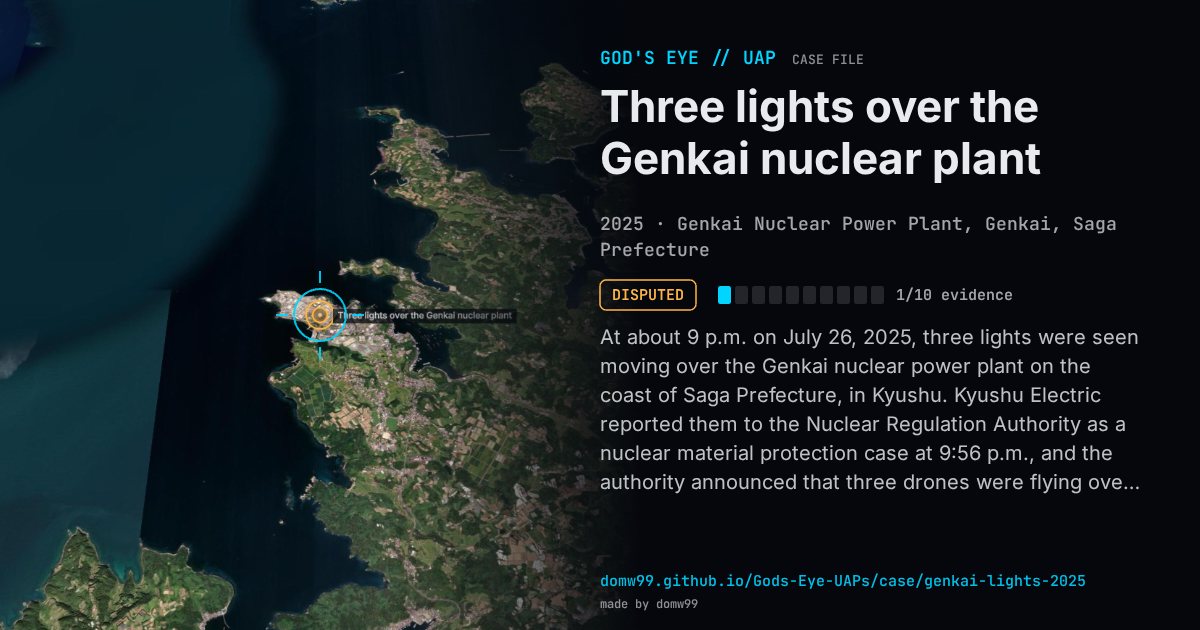 GOD'S EYE // UAP CASE FILE
Three lights over the
Genkai nuclear plant
2025 · Genkai Nuclear Power Plant, Genkai, Saga
Prefecture
DISPUTED 1/10 evidence
Three lights over the Genkai nuclear plant
At about 9 p.m. on July 26, 2025, three lights were seen
moving over the Genkai nuclear power plant on the
coast of Saga Prefecture, in Kyushu. Kyushu Electric
reported them to the Nuclear Regulation Authority as a
nuclear material protection case at 9:56 p.m., and the
authority announced that three drones were flying ove...
domw99.github.io/Gods-Eye-UAPs/case/genkai-lights-2025
made by domw99